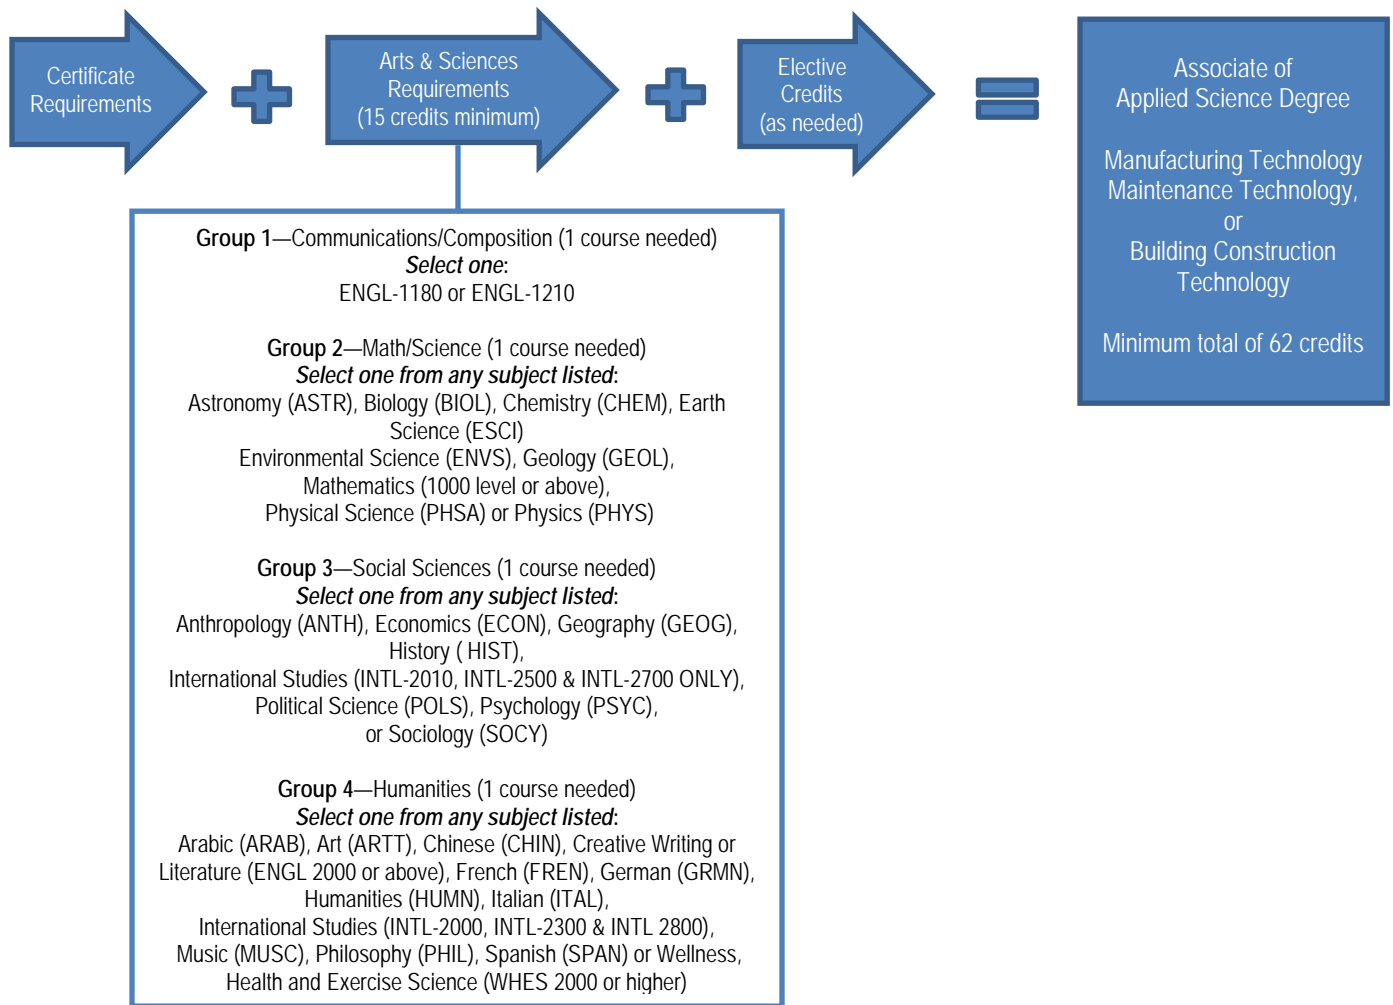 Certificate
Requirements
Arts & Sciences
Requirements
(15 credits minimum)
Elective
Credits
(as needed)
Associate of
Applied Science Degree
Manufacturing Technology
Maintenance Technology,
or
Building Construction
Technology
Minimum total of 62 credits
Group 1—Communications/Composition (1 course needed)
Select one:
ENGL-1180 or ENGL-1210
Group 2—Math/Science (1 course needed)
Select one from any subject listed:
Astronomy (ASTR), Biology (BIOL), Chemistry (CHEM), Earth
Science (ESCI)
Environmental Science (ENVS), Geology (GEOL),
Mathematics (1000 level or above),
Physical Science (PHSA) or Physics (PHYS)
Group 3—Social Sciences (1 course needed)
Select one from any subject listed:
Anthropology (ANTH), Economics (ECON), Geography (GEOG),
History ( HIST),
International Studies (INTL-2010, INTL-2500 & INTL-2700 ONLY),
Political Science (POLS), Psychology (PSYC),
or Sociology (SOCY)
Group 4—Humanities (1 course needed)
Select one from any subject listed:
Arabic (ARAB), Art (ARTT), Chinese (CHIN), Creative Writing or
Literature (ENGL 2000 or above), French (FREN), German (GRMN),
Humanities (HUMN), Italian (ITAL),
International Studies (INTL-2000, INTL-2300 & INTL 2800),
Music (MUSC), Philosophy (PHIL), Spanish (SPAN) or Wellness,
Health and Exercise Science (WHES 2000 or higher)